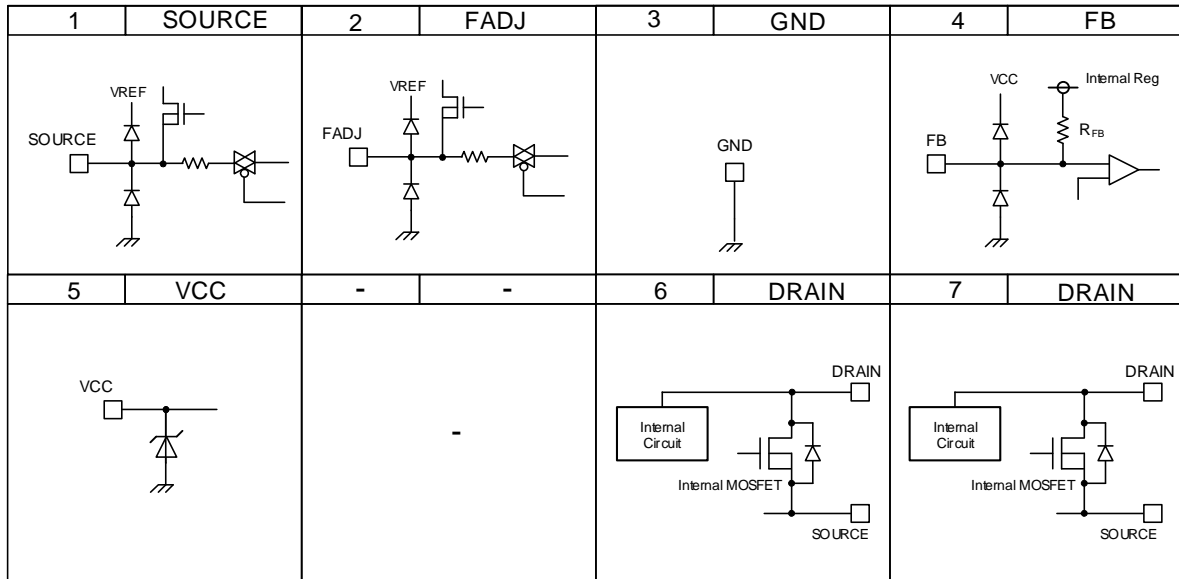 1 SOURCE 2 FADJ 3 GND 4 FB
VREF
SOURCE
VREF
FADJ
GND
VCC
Internal Reg
RFB
FB
5 VCC - - 6 DRAIN 7 DRAIN
VCC
-
DRAIN
Internal
Circuit
Internal MOSFET
SOURCE
DRAIN
Internal
Circuit
Internal MOSFET
SOURCE